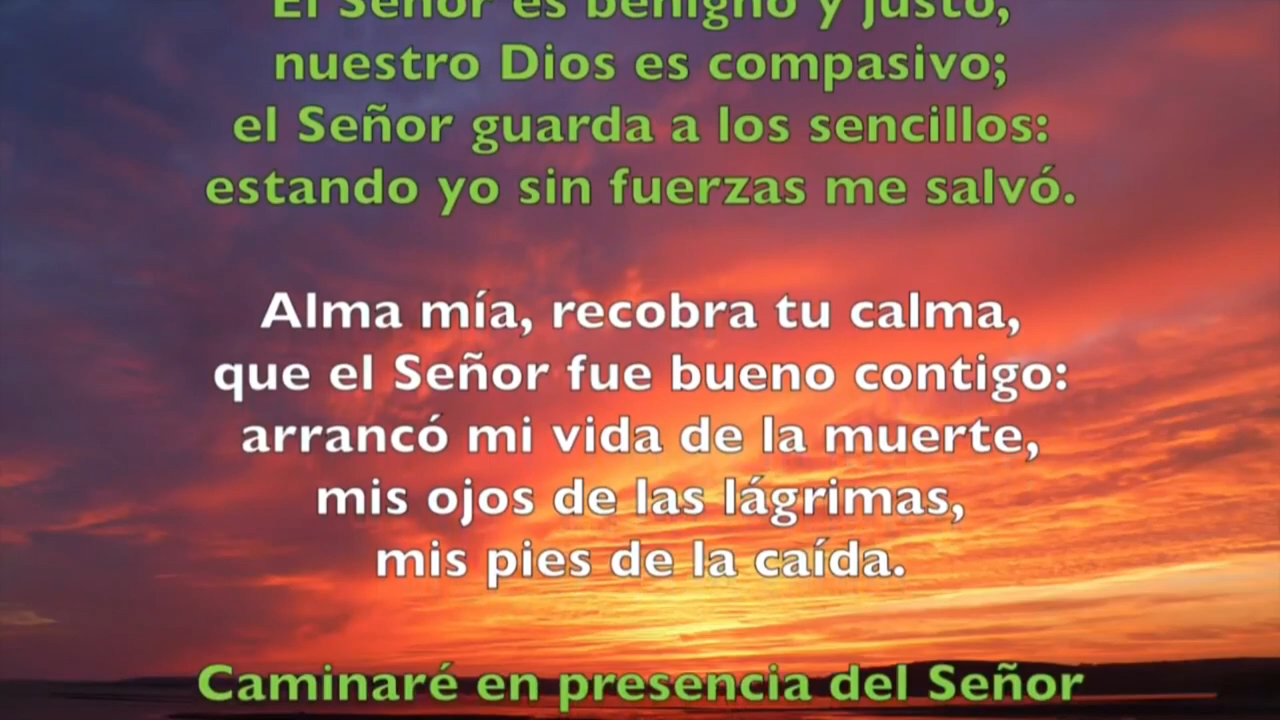 El Señor es benigno y justo,
nuestro Dios es compasivo;
el Señor guarda a los sencillos:
estando yo sin fuerzas me salvó.
Alma mía, recobra tu calma,
que el Señor fue bueno contigo:
arrancó mi vida de la muerte,
mis ojos de las lágrimas,
mis pies de la caída.
Caminaré en presencia del Señor